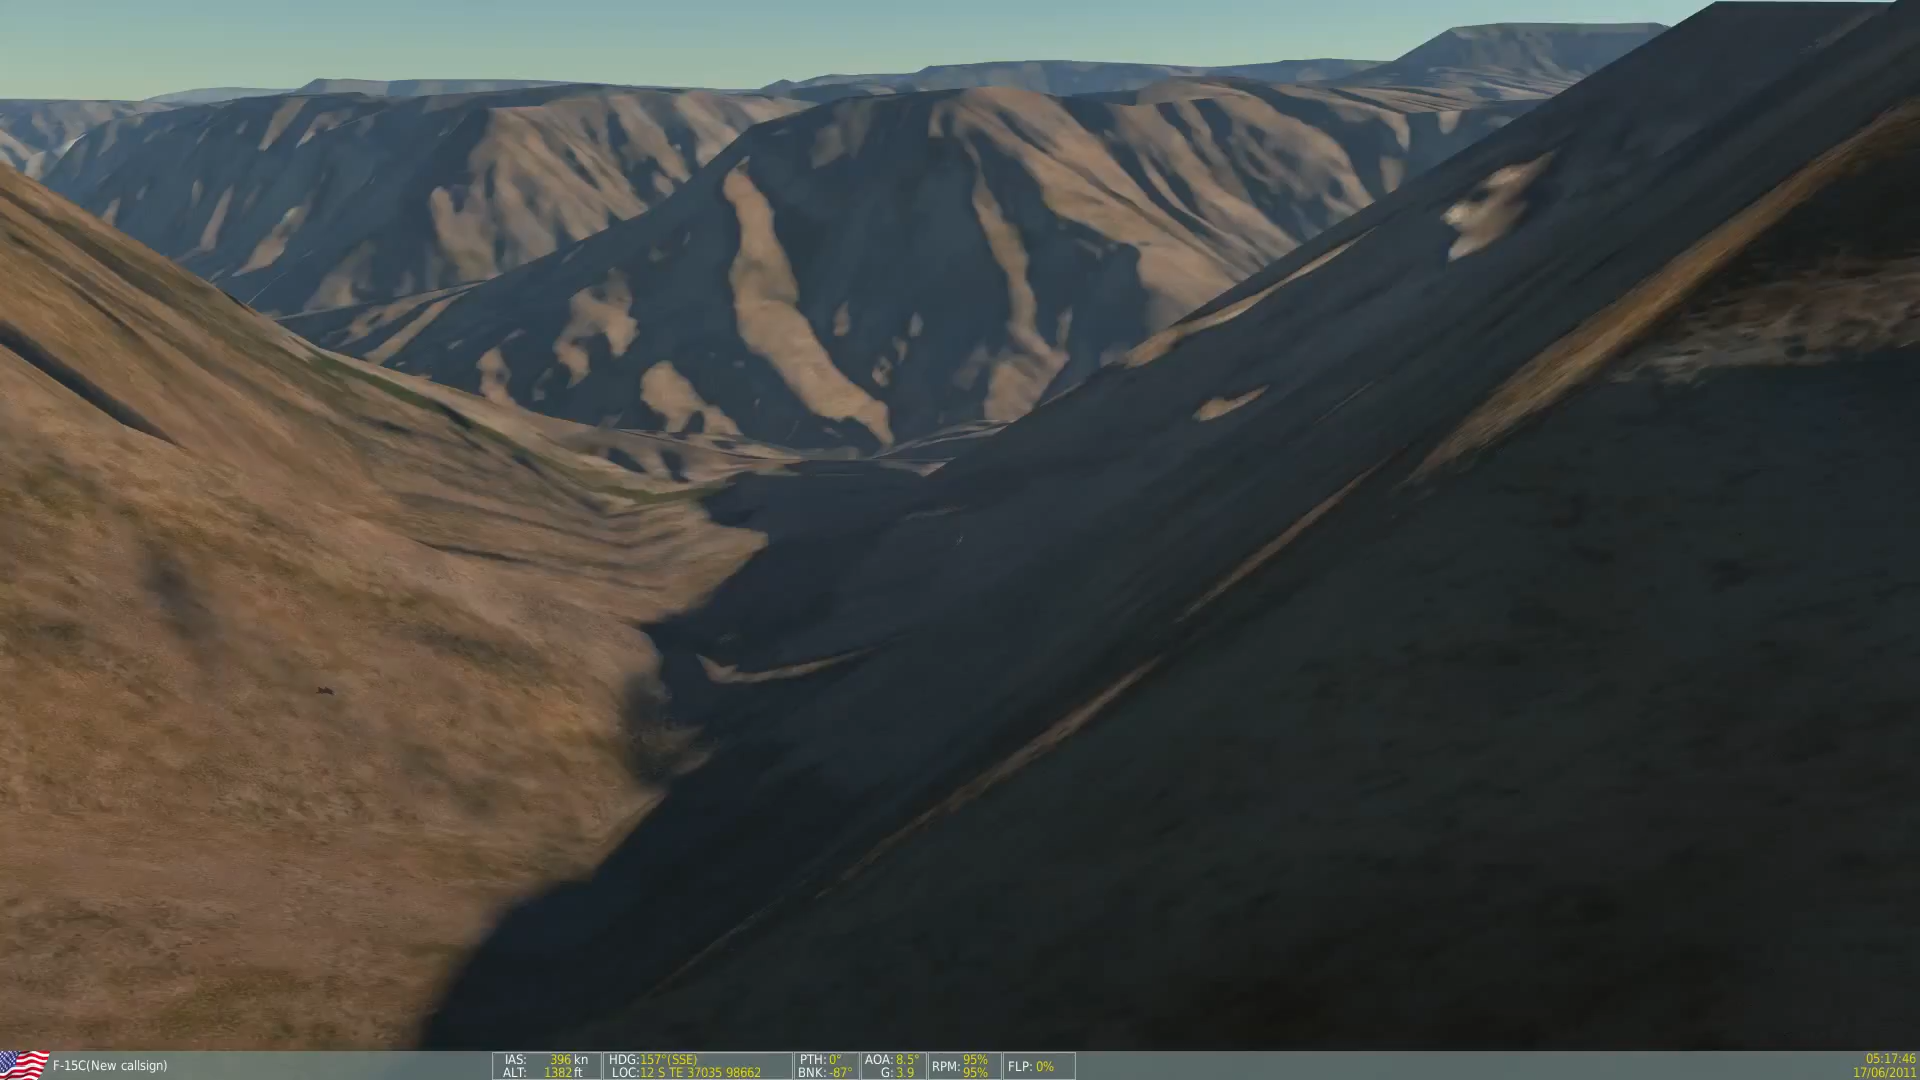 F-15C(New callsign)
IAS: 396 kn
ALT: 1382 ft
HDG:157°(SSE)
LOC:12 S TE 37035 98662
PTH: 0°
BNK: -87°
AOA: 8.5°
G: 3.9
RPM: 95%
95%
FLP: 0%
05:17:46
17/06/2011